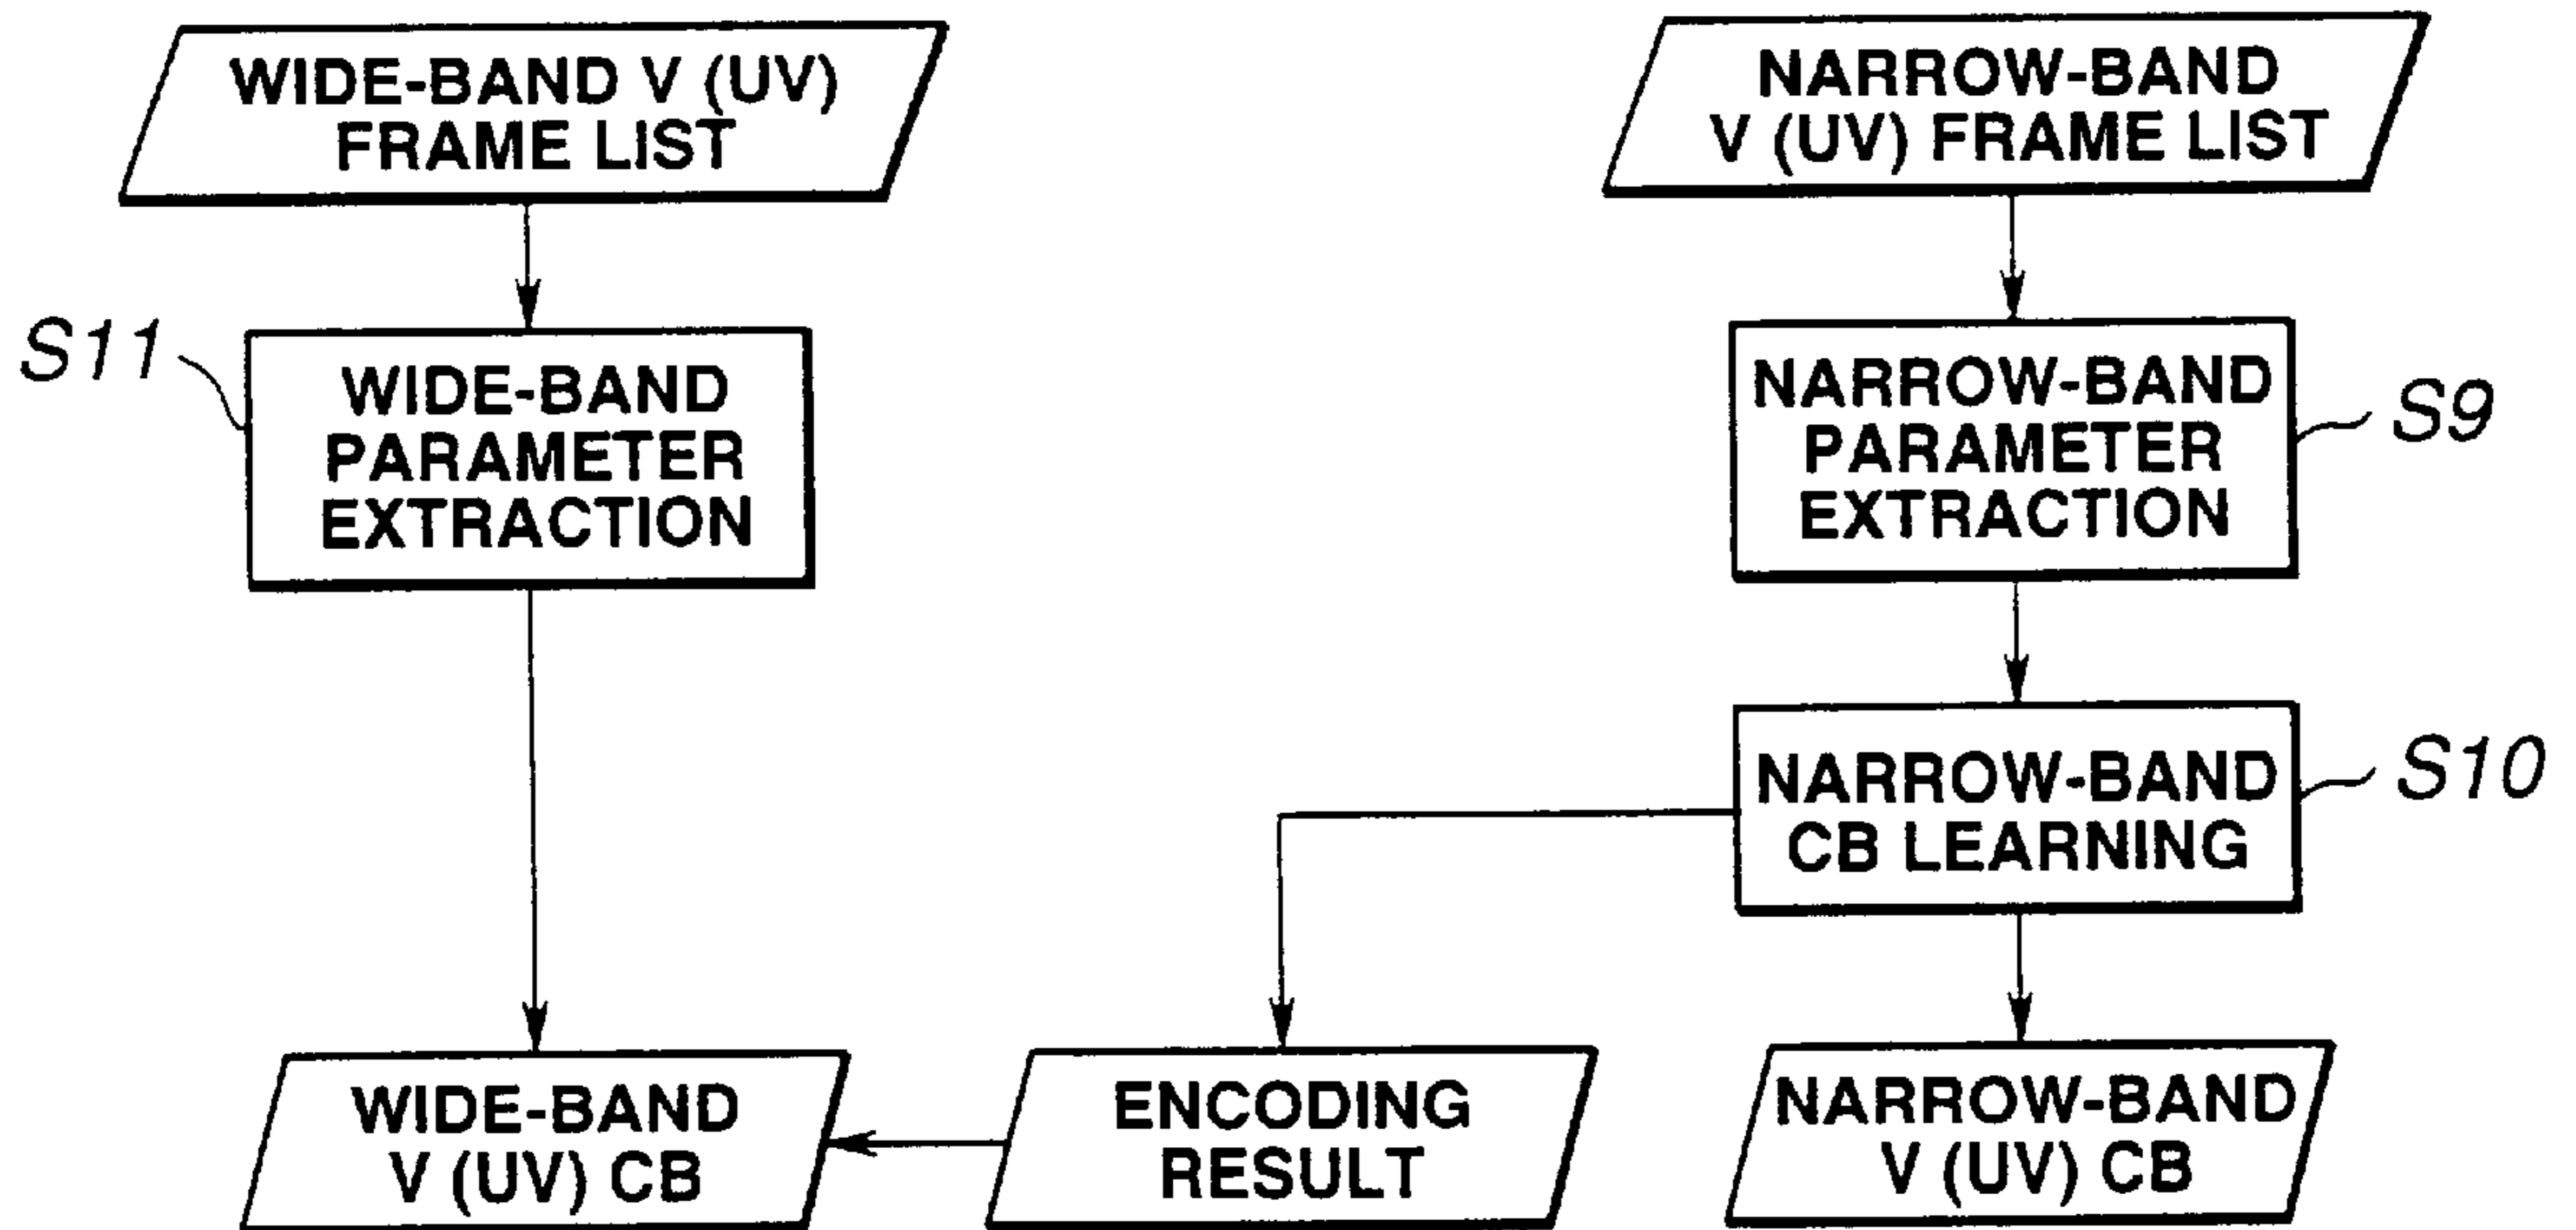 WIDE-BAND V (UV)
FRAME LIST
NARROW-BAND
V (UV) FRAME LIST
S11
WIDE-BAND
PARAMETER
EXTRACTION
NARROW-BAND
PARAMETER
EXTRACTION
S9
NARROW-BAND
CB LEARNING
S10
WIDE-BAND
V (UV) CB
ENCODING
RESULT
NARROW-BAND
V (UV) CB